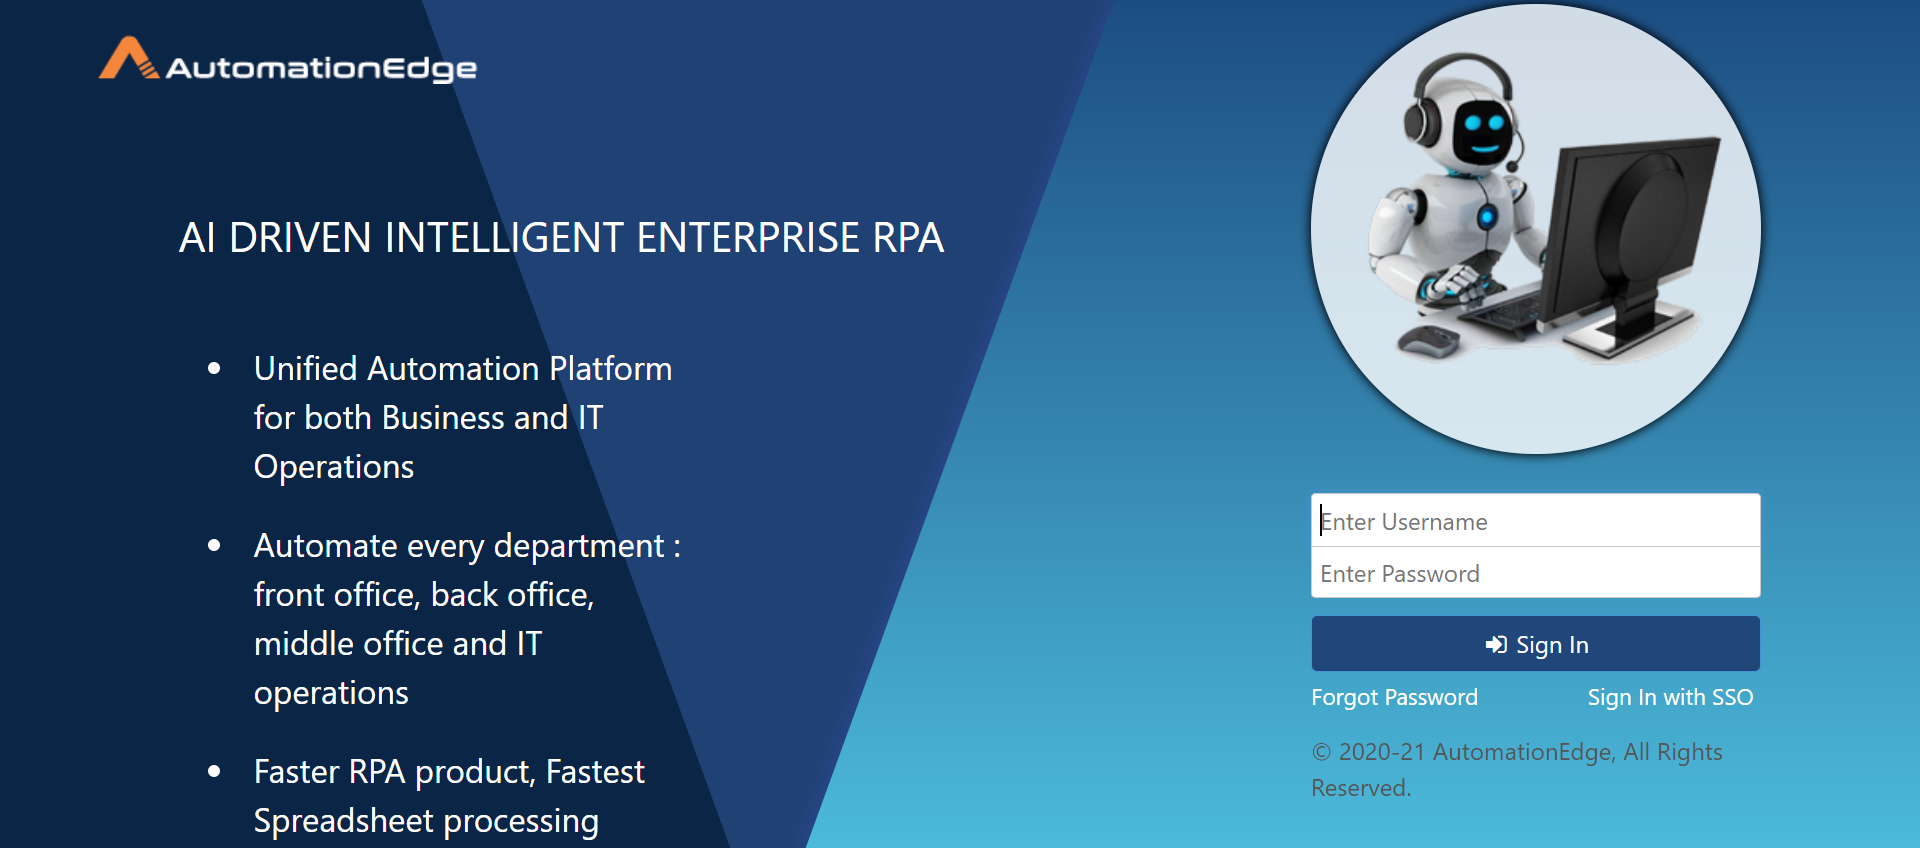 AutomationEdge
AI DRIVEN INTELLIGENT ENTERPRISE RPA
Unified Automation Platform
for both Business and IT
Operations
Automate every department :
front office, back office,
middle office and IT
operations
Faster RPA product, Fastest
Spreadsheet processing
Enter Username
Enter Password
Sign In
Forgot Password
Sign In with SSO
© 2020-21 AutomationEdge, All Rights
Reserved.